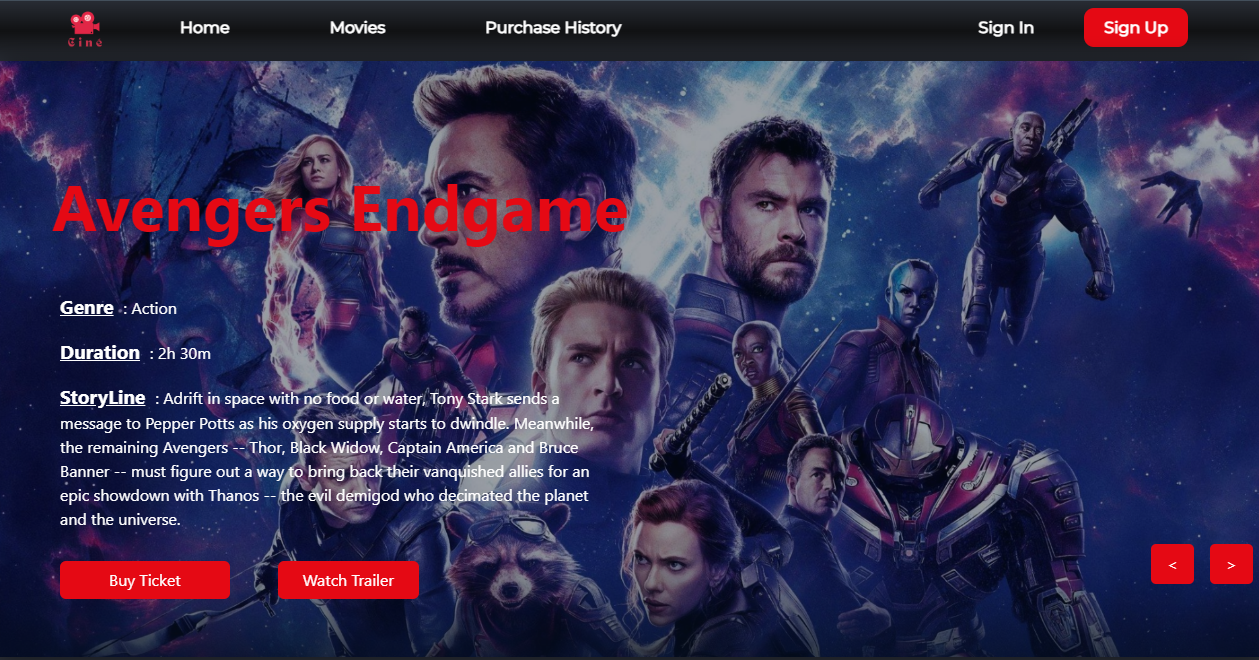 Cine
Home
Movies
Purchase History
Sign In
Sign Up
Avengers Endgame
Genre : Action
Duration : 2h 30m
StoryLine : Adrift in space with no food or water, Tony Stark sends a
message to Pepper Potts as his oxygen supply starts to dwindle. Meanwhile,
the remaining Avengers -- Thor, Black Widow, Captain America and Bruce
Banner -- must figure out a way to bring back their vanquished allies for an
epic showdown with Thanos -- the evil demigod who decimated the planet
and the universe.
Buy Ticket
Watch Trailer
<
>